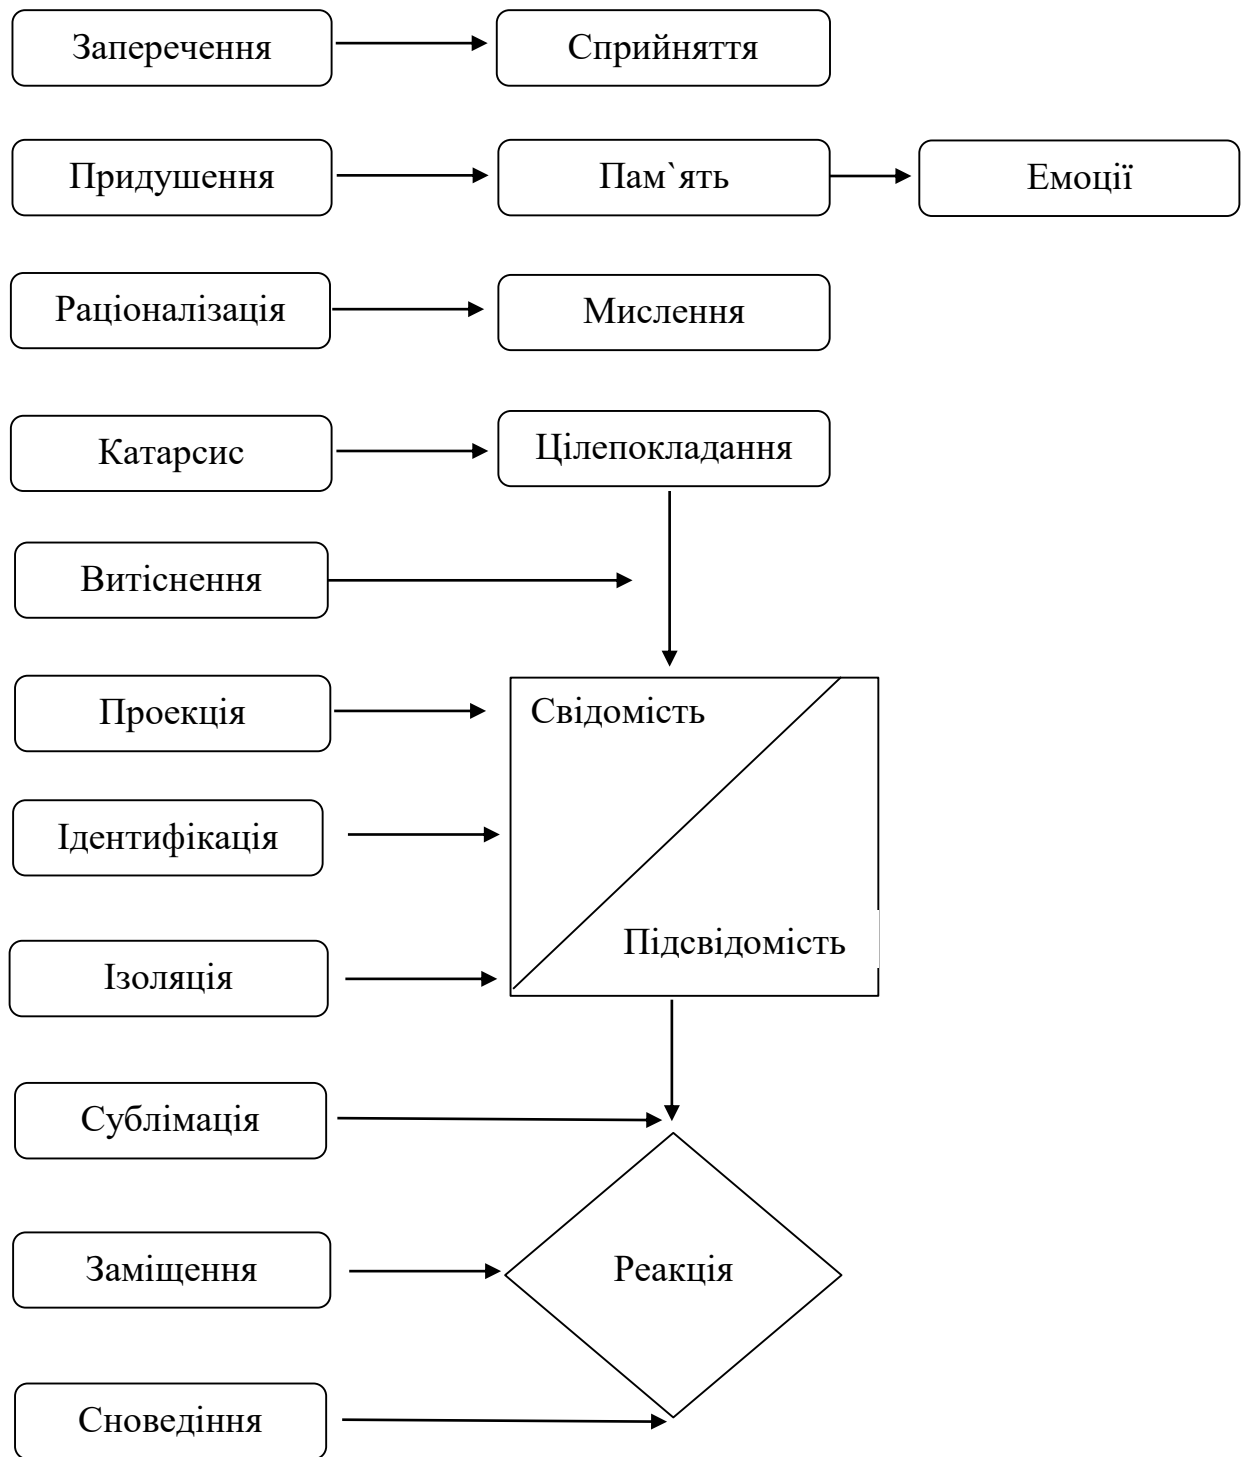 Заперечення
Сприйняття
Придушення
Пам`ять
Емоції
Раціоналізація
Мислення
Катарсис
Цілепокладання
Витіснення
Проекція
Свідомість
Ідентифікація
Підсвідомість
Ізоляція
Сублімація
Заміщення
Реакція
Сноведіння